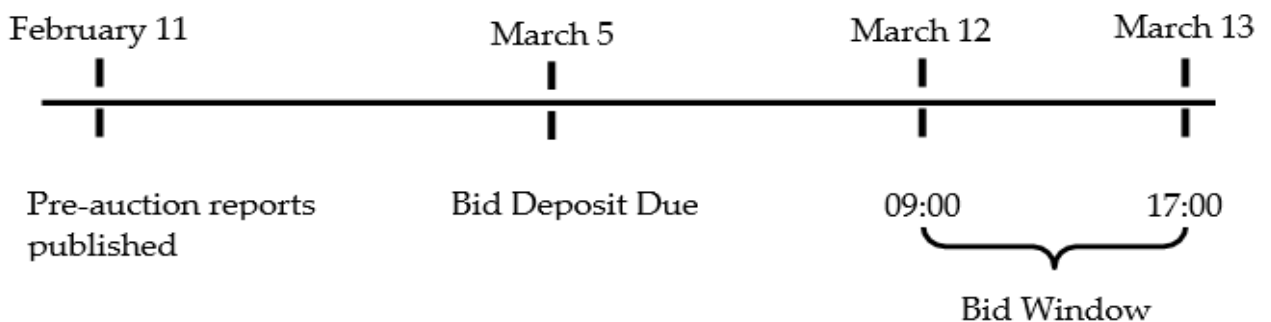 February 11
March 5
March 12
March 13
Pre-auction reports
published
Bid Deposit Due
09:00
17:00
Bid Window